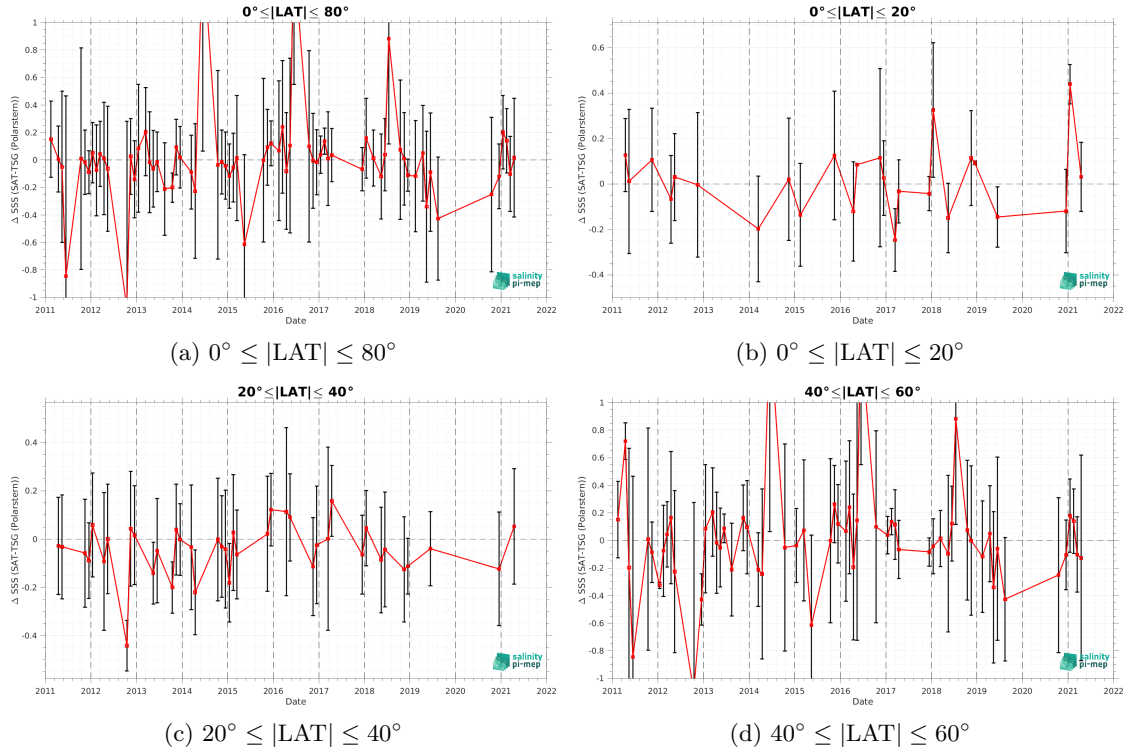 0°≤|LAT|≤ 80°
Δ SSS (SAT-TSG (Polarstern))
1
0.8
0.6
0.4
0.2
0
-0.2
-0.4
-0.6
-0.8
-1
2011 2012 2013 2014 2015 2016 2017 2018 2019 2020 2021 2022
Date
salinity
pi-mep
(a) 0° ≤ |LAT| ≤ 80°
0°≤|LAT|≤ 20°
Δ SSS (SAT-TSG (Polarstern))
0.6
0.4
0.2
0
-0.2
-0.4
2011 2012 2013 2014 2015 2016 2017 2018 2019 2020 2021 2022
Date
salinity
pi-mep
(b) 0° ≤ |LAT| ≤ 20°
20°≤|LAT|≤ 40°
Δ SSS (SAT-TSG (Polarstern))
0.4
0.2
0
-0.2
-0.4
2011 2012 2013 2014 2015 2016 2017 2018 2019 2020 2021 2022
Date
salinity
pi-mep
(c) 20° ≤ |LAT| ≤ 40°
40°≤|LAT|≤ 60°
Δ SSS (SAT-TSG (Polarstern))
1
0.8
0.6
0.4
0.2
0
-0.2
-0.4
-0.6
-0.8
-1
2011 2012 2013 2014 2015 2016 2017 2018 2019 2020 2021 2022
Date
salinity
pi-mep
(d) 40° ≤ |LAT| ≤ 60°